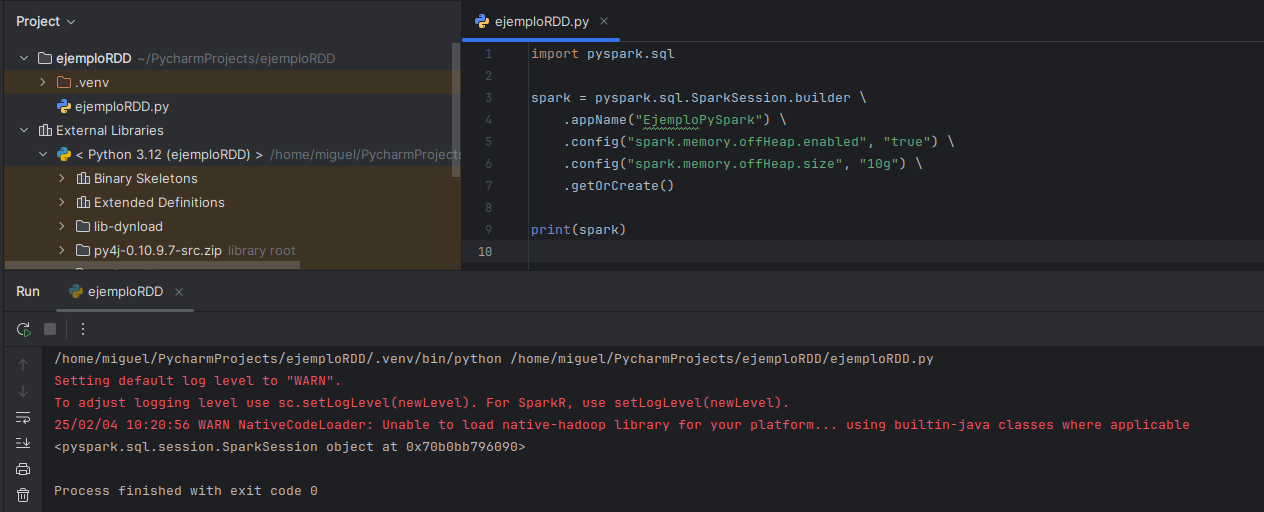 Project
ejemploRDD ~/PycharmProjects/ejemploRDD
.venv
ejemploRDD.py
External Libraries
< Python 3.12 (ejemploRDD) > /home/miguel/PycharmProjects
Binary Skeletons
Extended Definitions
lib-dynload
py4j-0.10.9.7-src.zip library root
ejemploRDD.py
1 import pyspark.sql
2
3 spark = pyspark.sql.SparkSession.builder \
4 .appName("EjemploPySpark") \
5 .config("spark.memory.offHeap.enabled", "true") \
6 .config("spark.memory.offHeap.size", "10g") \
7 .getOrCreate()
8
9 print(spark)
10
Run ejemploRDD
/home/miguel/PycharmProjects/ejemploRDD/.venv/bin/python /home/miguel/PycharmProjects/ejemploRDD/ejemploRDD.py
Setting default log level to "WARN".
To adjust logging level use sc.setLogLevel(newLevel). For SparkR, use setLogLevel(newLevel).
25/02/04 10:20:56 WARN NativeCodeLoader: Unable to load native-hadoop library for your platform... using builtin-java classes where applicable
<pyspark.sql.session.SparkSession object at 0x70b0bb796090>
Process finished with exit code 0